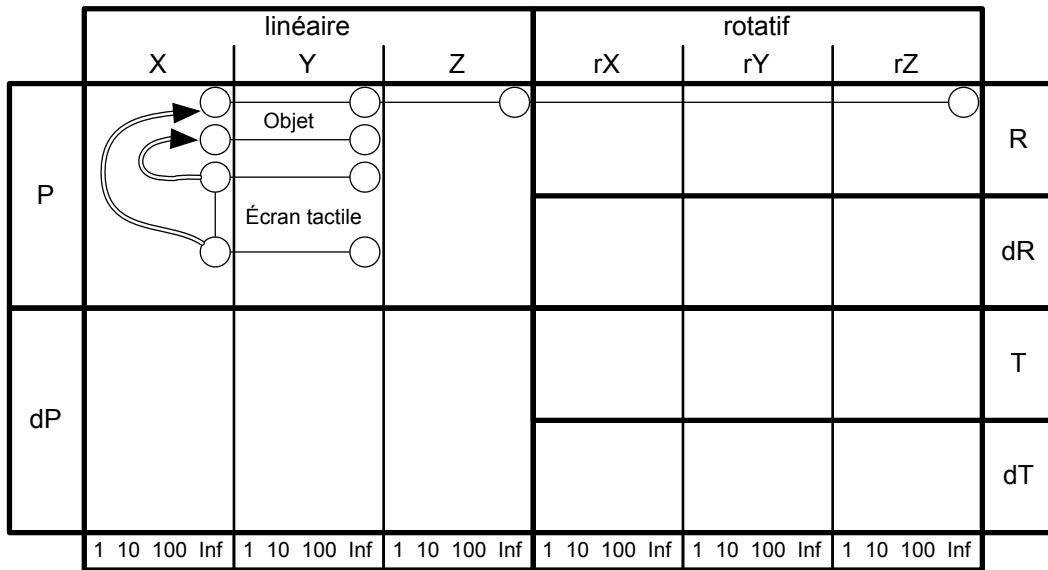 linéaire rotatif
X Y Z rX rY rZ
Objet
R
P
Écran tactile
dR
T
dP
dT
1 10 100 Inf 1 10 100 Inf 1 10 100 Inf 1 10 100 Inf 1 10 100 Inf 1 10 100 Inf